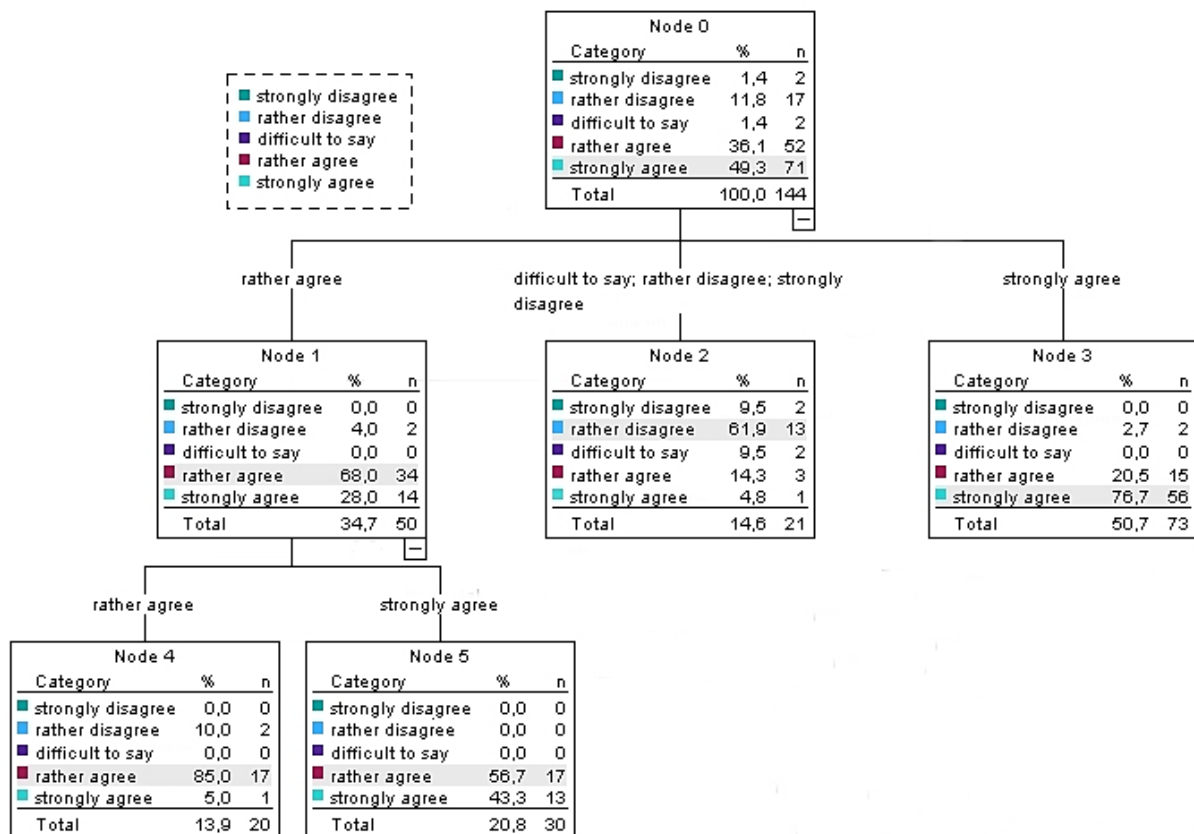 Node 0
Category % n
strongly disagree 1,4 2
rather disagree 11,8 17
difficult to say 1,4 2
rather agree 36,1 52
strongly agree 49,3 71
Total 100,0 144
strongly disagree
rather disagree
difficult to say
rather agree
strongly agree
rather agree
difficult to say; rather disagree; strongly
disagree
strongly agree
Node 1
Category % n
strongly disagree 0,0 0
rather disagree 4,0 2
difficult to say 0,0 0
rather agree 68,0 34
strongly agree 28,0 14
Total 34,7 50
Node 2
Category % n
strongly disagree 9,5 2
rather disagree 61,9 13
difficult to say 9,5 2
rather agree 14,3 3
strongly agree 4,8 1
Total 14,6 21
Node 3
Category % n
strongly disagree 0,0 0
rather disagree 2,7 2
difficult to say 0,0 0
rather agree 20,5 15
strongly agree 76,7 56
Total 50,7 73
rather agree
strongly agree
Node 4
Category % n
strongly disagree 0,0 0
rather disagree 10,0 2
difficult to say 0,0 0
rather agree 85,0 17
strongly agree 5,0 1
Total 13,9 20
Node 5
Category % n
strongly disagree 0,0 0
rather disagree 0,0 0
difficult to say 0,0 0
rather agree 56,7 17
strongly agree 43,3 13
Total 20,8 30